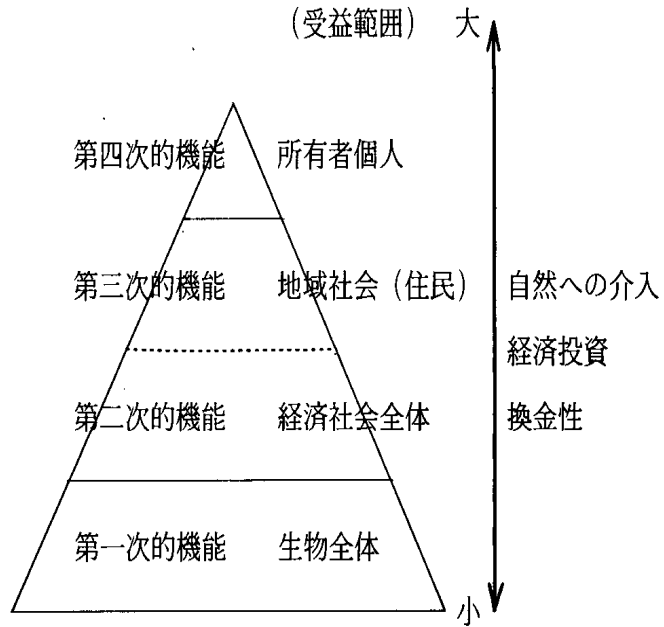 (受益範囲) 大
第四次的機能 所有者個人
第三次的機能 地域社会(住民) 自然への介入
経済投資
第二次的機能 経済社会全体 換金性
第一次的機能 生物全体
小